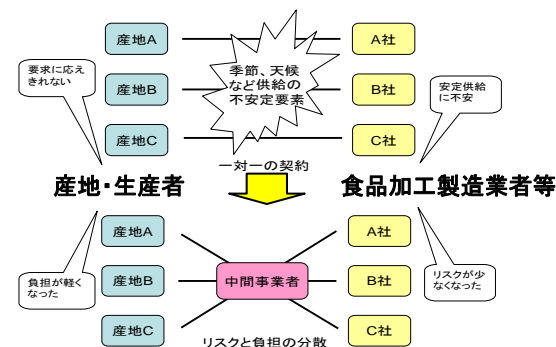 産地A
A社
要求に応え
きれない
季節、天候
など供給の
不安定要素
産地B
B社
安定供給
に不安
産地C
C社
一対一の契約
産地・生産者
食品加工製造業者等
産地A
A社
負担が軽く
なった
産地B
中間事業者
B社
リスクが少
なくなった
産地C
C社
リスクと負担の分散